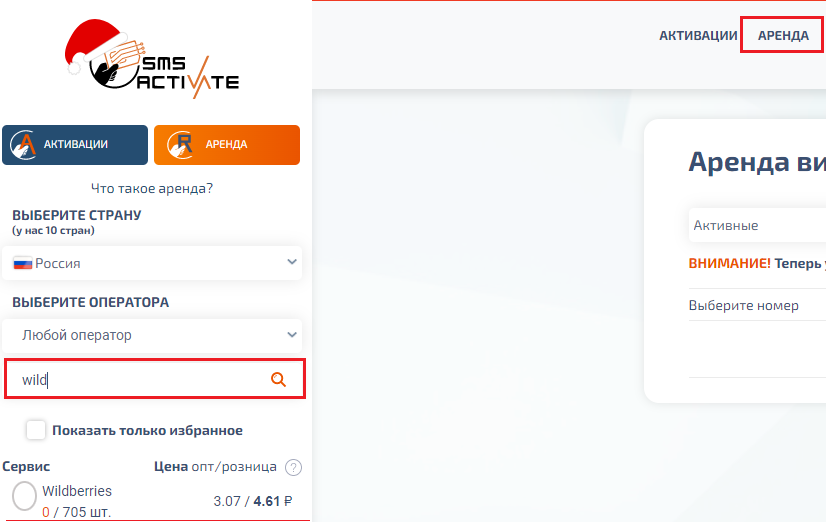 SMS
ACTIVATE
АКТИВАЦИИ
АРЕНДА
Что такое аренда?
ВЫБЕРИТЕ СТРАНУ
(у нас 10 стран)
Россия
ВЫБЕРИТЕ ОПЕРАТОРА
Любой оператор
wild
Показать только избранное
Сервис Цена опт/розница ?
Wildberries
0 / 705 шт.
3.07 / 4.61 ₽
АКТИВАЦИИ АРЕНДА
Аренда ви
Активные
ВНИМАНИЕ! Теперь у
Выберите номер